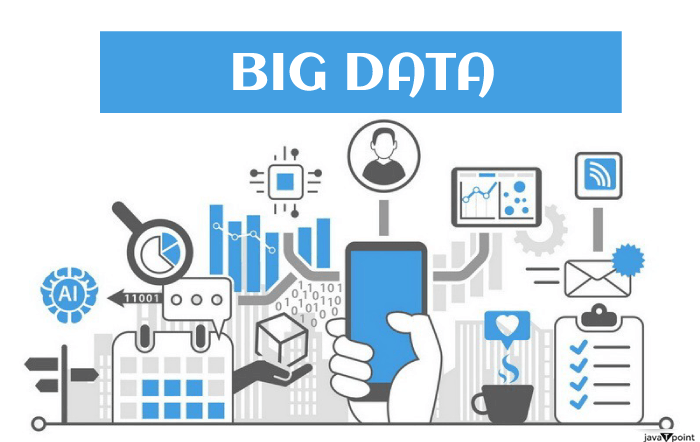 BIG DATA
AI
11001
javaTpoint